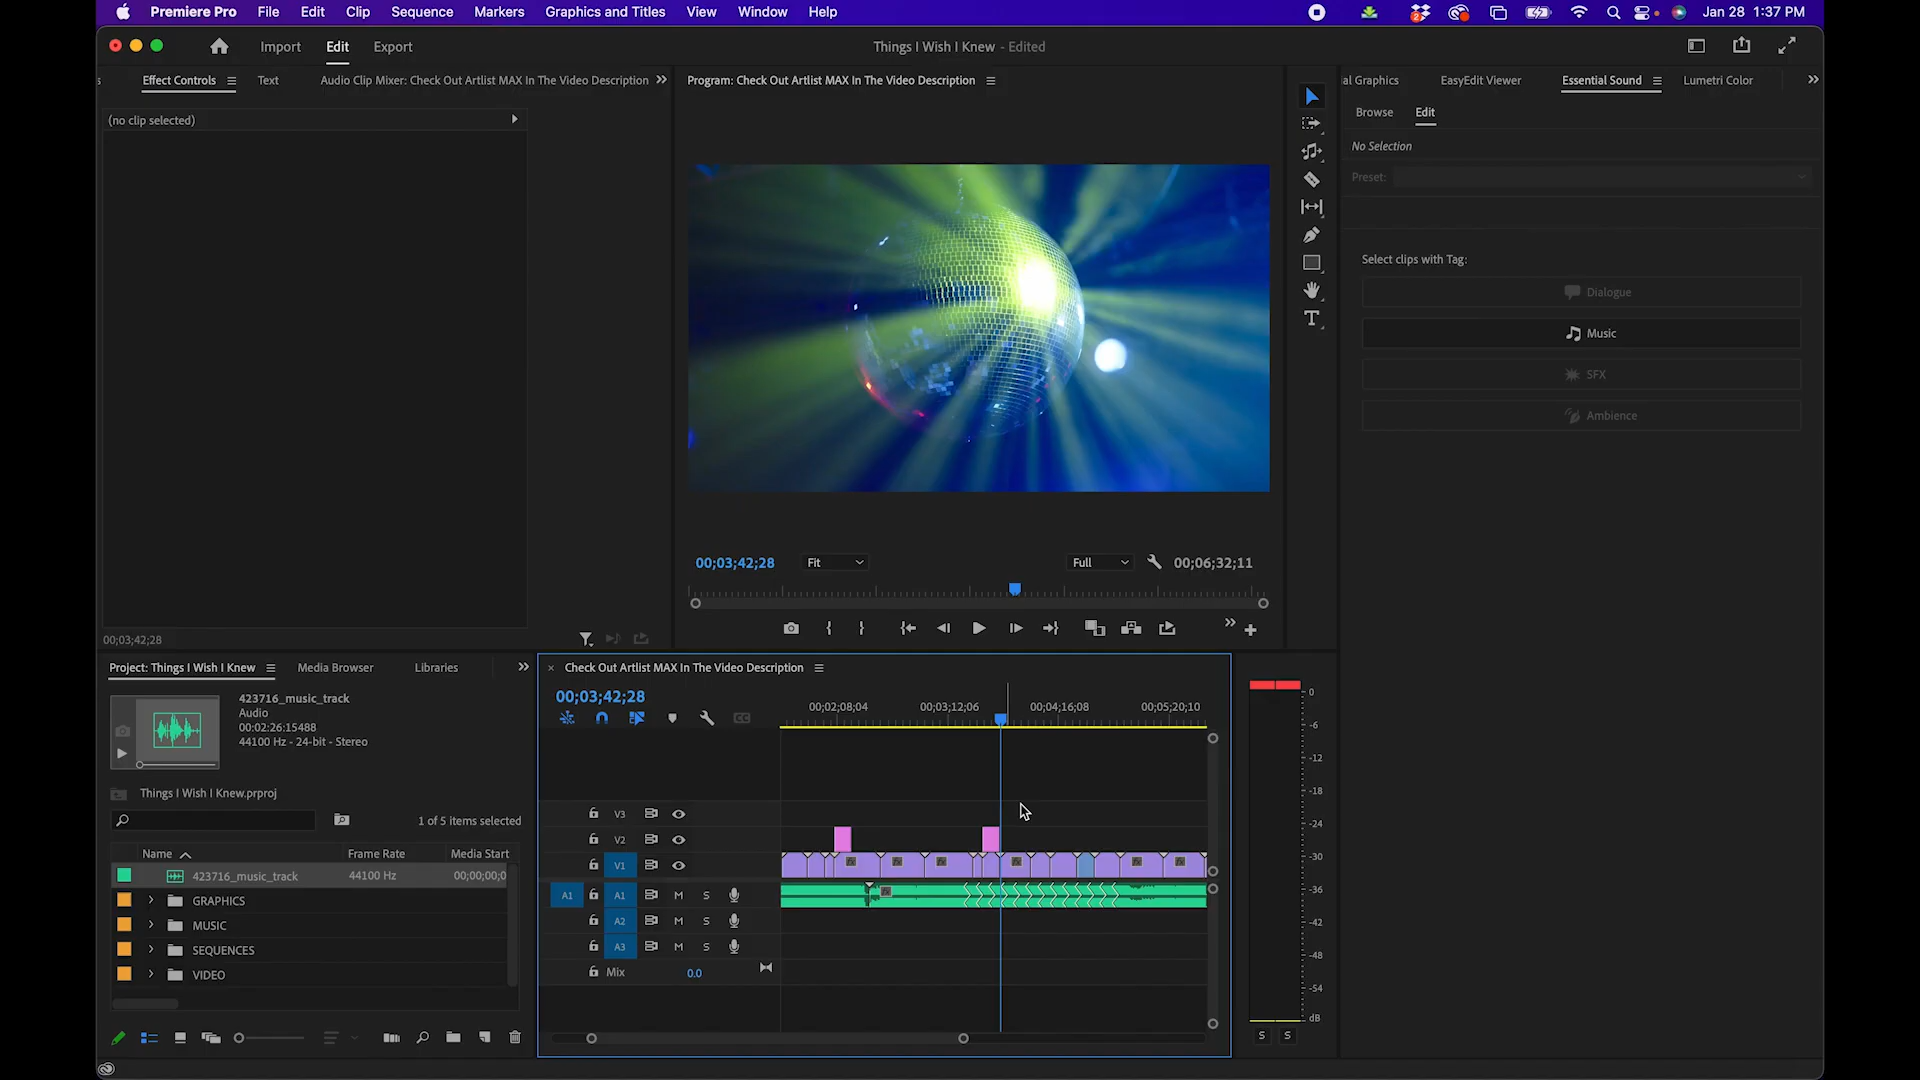 Premiere Pro File Edit Clip Sequence Markers Graphics and Titles View Window Help Jan 28 1:37 PM
Import Edit Export Things I Wish I Knew - Edited
Effect Controls Text Audio Clip Mixer: Check Out Artlist MAX In The Video Description
(no clip selected)
00;03;42;28
Program: Check Out Artlist MAX In The Video Description
00;03;42;28 Fit Full 00;06;32;11
al Graphics EasyEdit Viewer Essential Sound Lumetri Color
Browse Edit
No Selection
Preset:
Select clips with Tag:
Dialogue
Music
SFX
Ambience
Project: Things I Wish I Knew Media Browser Libraries
423716_music_track
Audio
00:02:26:15488
44100 Hz - 24-bit - Stereo
Things I Wish I Knew.prproj
1 of 5 items selected
Name Frame Rate Media Start
423716_music_track 44100 Hz 00;00;00;0
GRAPHICS
MUSIC
SEQUENCES
VIDEO
Check Out Artlist MAX In The Video Description
00;03;42;28
00;02;08;04 00;03;12;06 00;04;16;08 00;05;20;10
V3
V2
V1
A1 A1 M S
A2 M S
A3 M S
Mix 0.0
0
-6
-12
-18
-24
-30
-36
-42
-48
-54
dB
S S